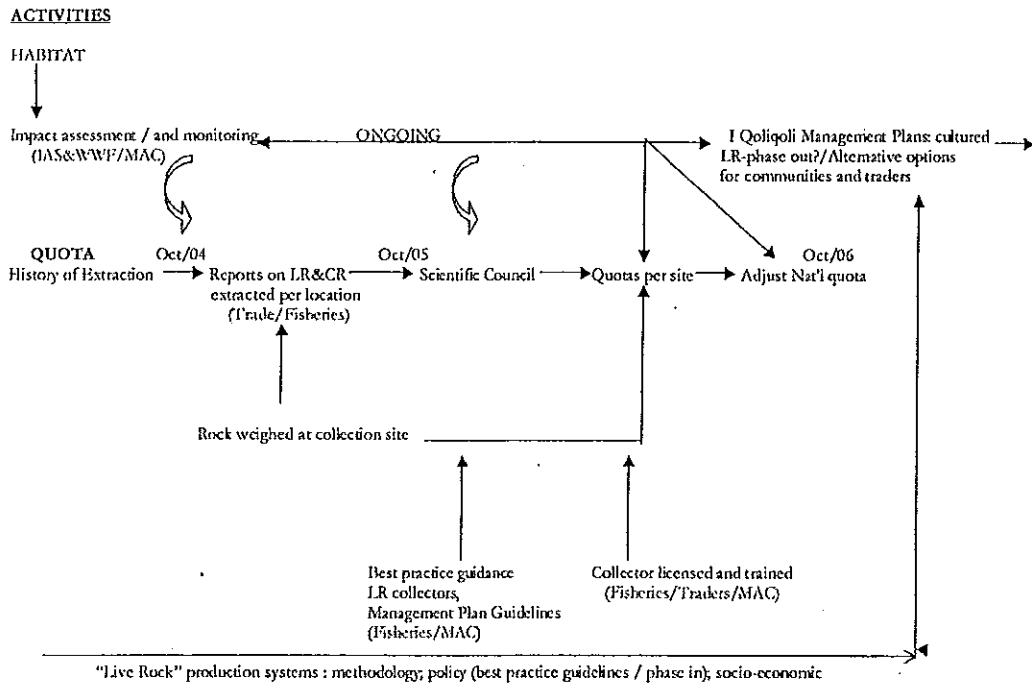 ACTIVITIES
HABITAT
Impact assessment / and monitoring
(IAS&WWF/MAC)
ONGOING
I Qoliqoli Management Plans: cultured
LR-phase out?/Alternative options
for communities and traders
QUOTA
History of Extraction
Oct/04
Reports on LR&CR
extracted per location
(Trade/Fisheries)
Oct/05
Scientific Council
Quotas per site
Oct/06
Adjust Nat'l quota
Rock weighed at collection site
Best practice guidance
LR collectors,
Management Plan Guidelines
(Fisheries/MAC)
Collector licensed and trained
(Fisheries/Traders/MAC)
"Live Rock" production systems : methodology; policy (best practice guidelines / phase in); socio-economic